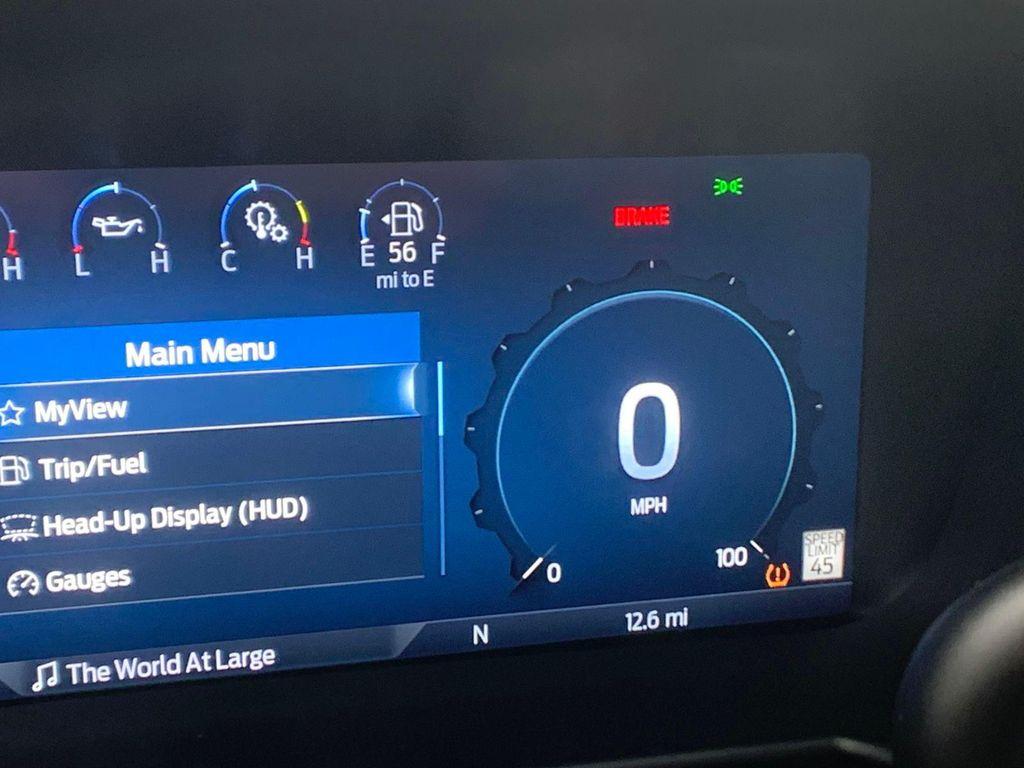 H
L H
C H
E 56 F
mi to E
BRAKE
Main Menu
MyView
Trip/Fuel
Head-Up Display (HUD)
Gauges
0
MPH
0
100
SPEED
LIMIT
45
N
12.6 mi
The World At Large